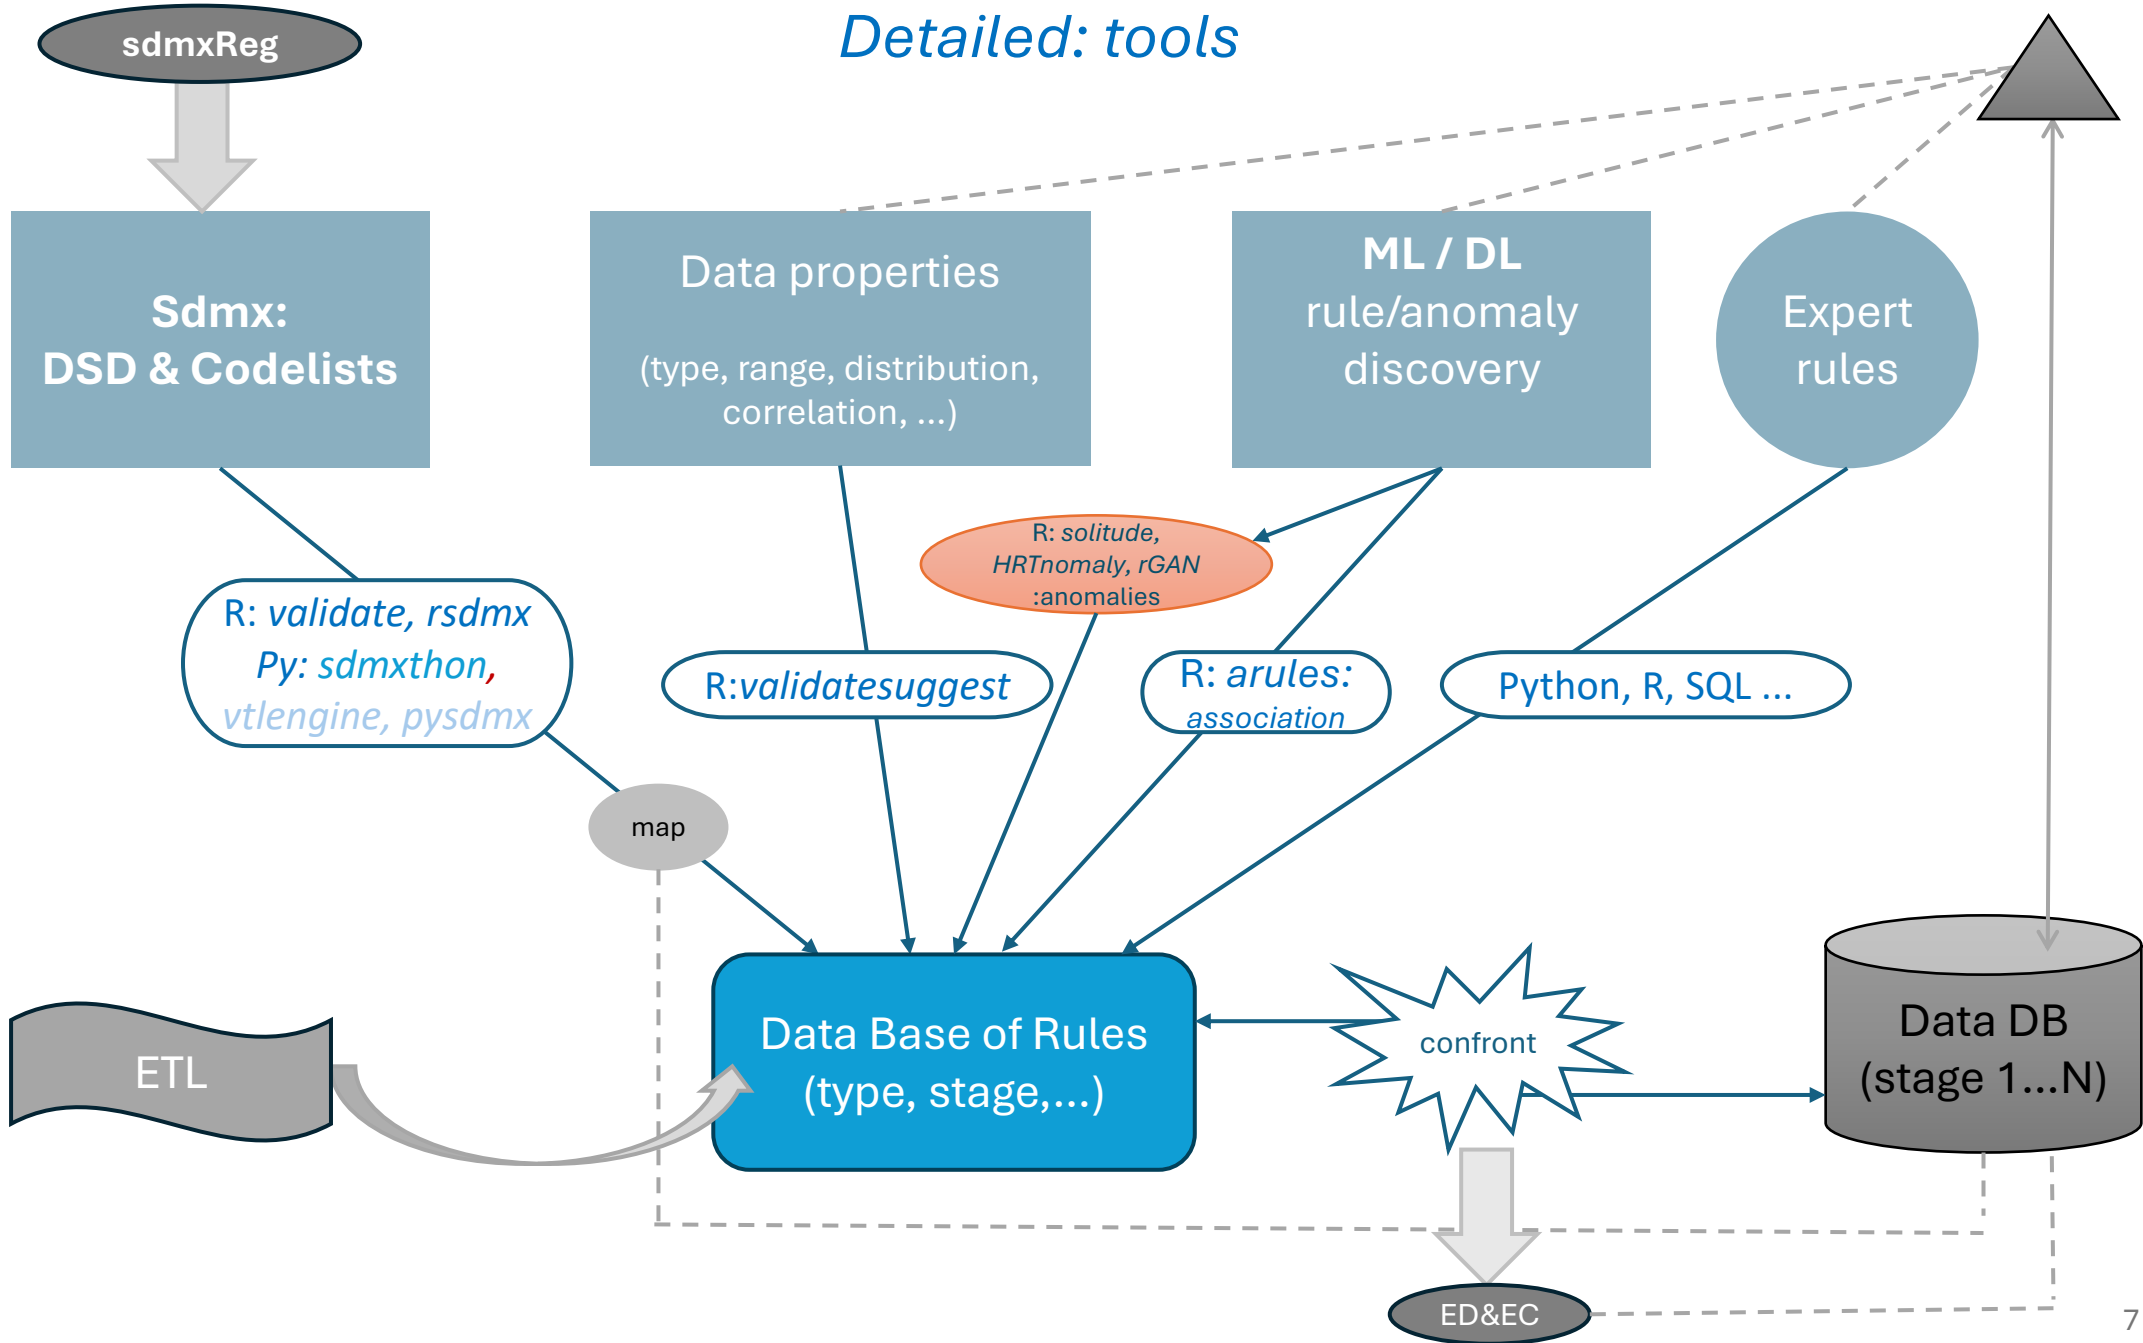 Detailed: tools
sdmxReg
Sdmx:
DSD & Codelists
Data properties
(type, range, distribution,
correlation, ...)
ML / DL
rule/anomaly
discovery
Expert
rules
R: solitude,
HRTnomaly, rGAN
:anomalies
R: validate, rsdmx
Py: sdmxthon,
vtlengine, pysdmx
R:validatesuggest
R: arules:
association
Python, R, SQL ...
map
ETL
Data Base of Rules
(type, stage,...)
confront
Data DB
(stage 1...N)
ED&EC
7